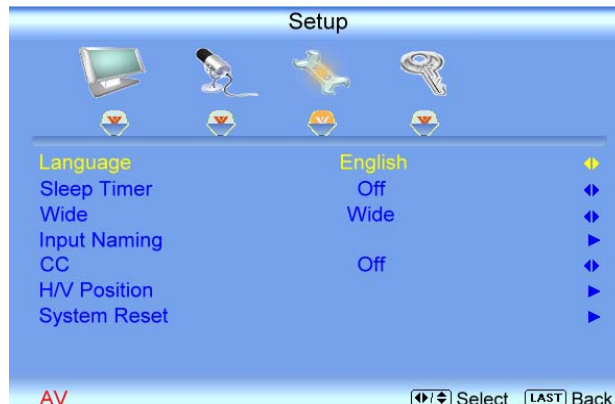 Setup
Language English
Sleep Timer Off
Wide Wide
Input Naming
CC Off
H/V Position
System Reset
AV Select LAST Back